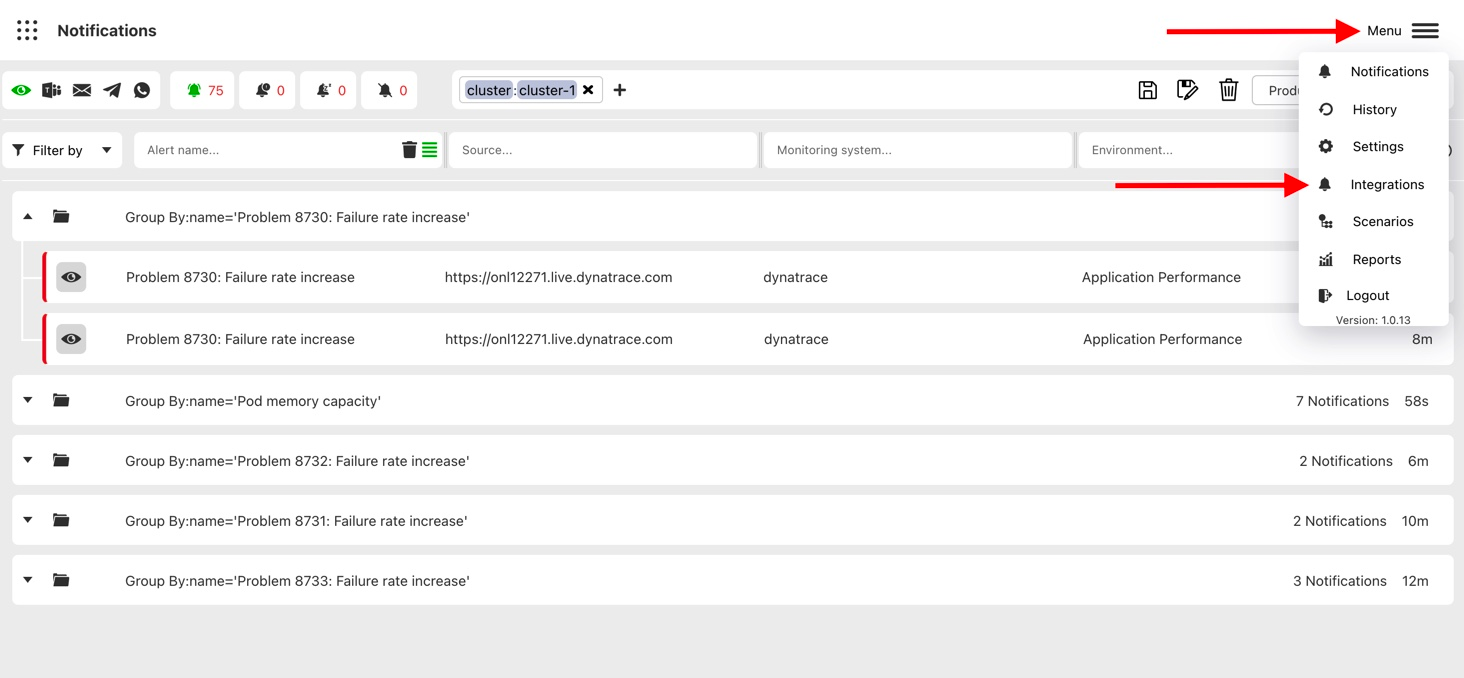 Notifications
Menu
Notifications
History
Settings
Integrations
Scenarios
Reports
Logout
Version: 1.0.13
75
0
0
0
cluster:cluster-1
Filter by
Alert name...
Source...
Monitoring system...
Environment...
Group By:name='Problem 8730: Failure rate increase'
Problem 8730: Failure rate increase https://onl12271.live.dynatrace.com dynatrace Application Performance
Problem 8730: Failure rate increase https://onl12271.live.dynatrace.com dynatrace Application Performance 8m
Group By:name='Pod memory capacity' 7 Notifications 58s
Group By:name='Problem 8732: Failure rate increase' 2 Notifications 6m
Group By:name='Problem 8731: Failure rate increase' 2 Notifications 10m
Group By:name='Problem 8733: Failure rate increase' 3 Notifications 12m